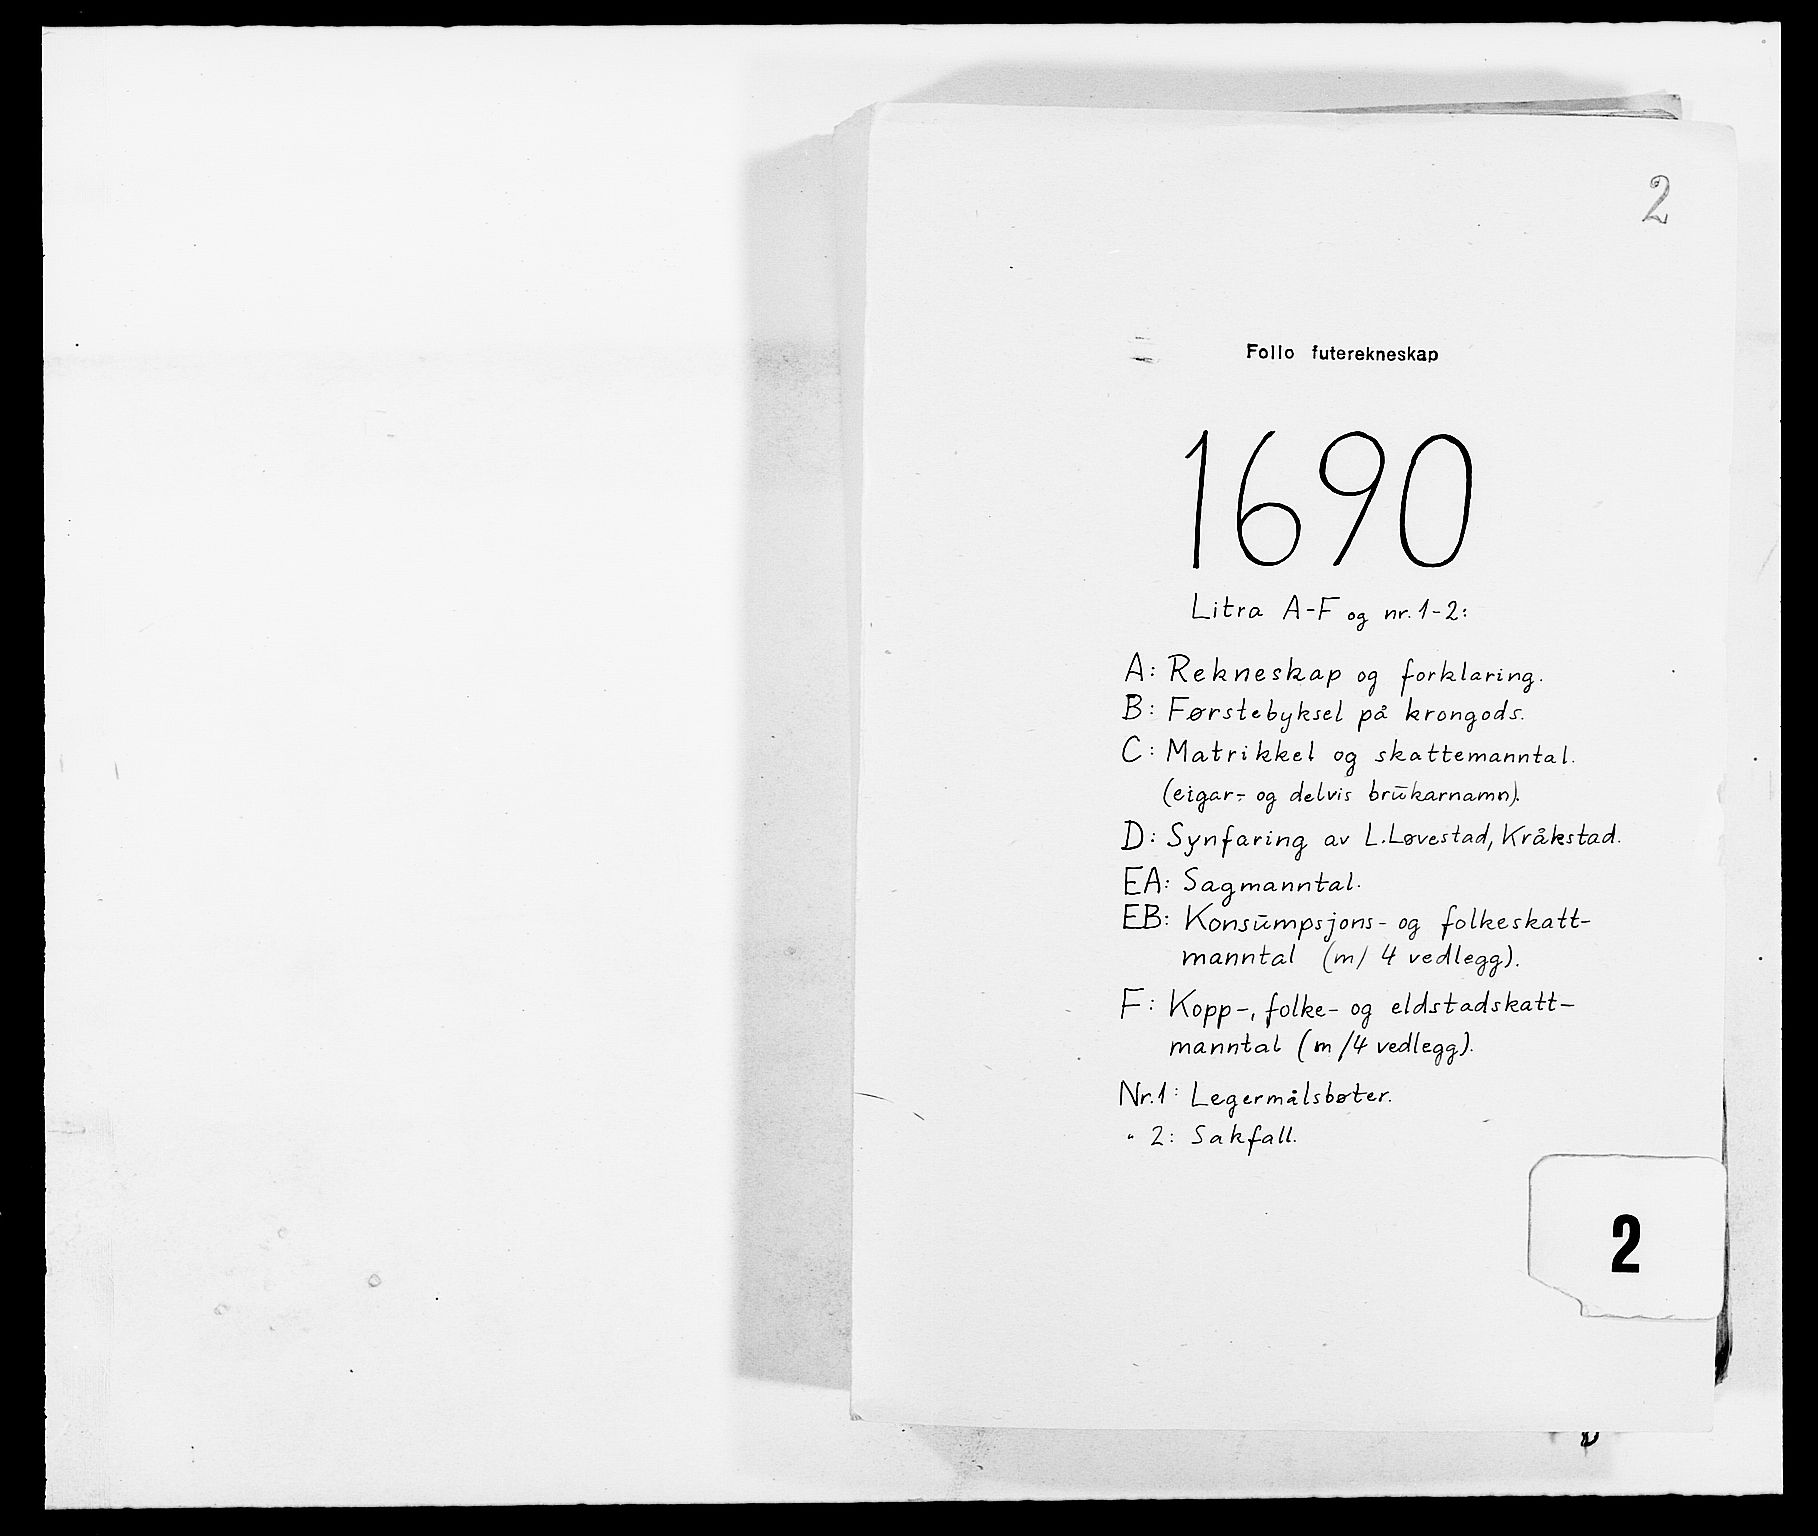 2
Follo futerekneskap
1690
Litra A-F og nr. 1-2:
A: Rekneskap og forklaring.
B: Førstebyksel på krongods.
C: Matrikkel og skattemanntal.
(eigar- og delvis brūkarnamn).
D: Synfaring av L.Løvestad, Kråkstad.
EA: Sagmanntal.
EB: Konsūmpsjons- og folkeskatt-
manntal (m/ 4 vedlegg).
F: Kopp-, folke- og eldstadskatt-
manntal (m/4 vedlegg).
Nr.1: Legermålsbøter.
" 2: Sakfall.
2